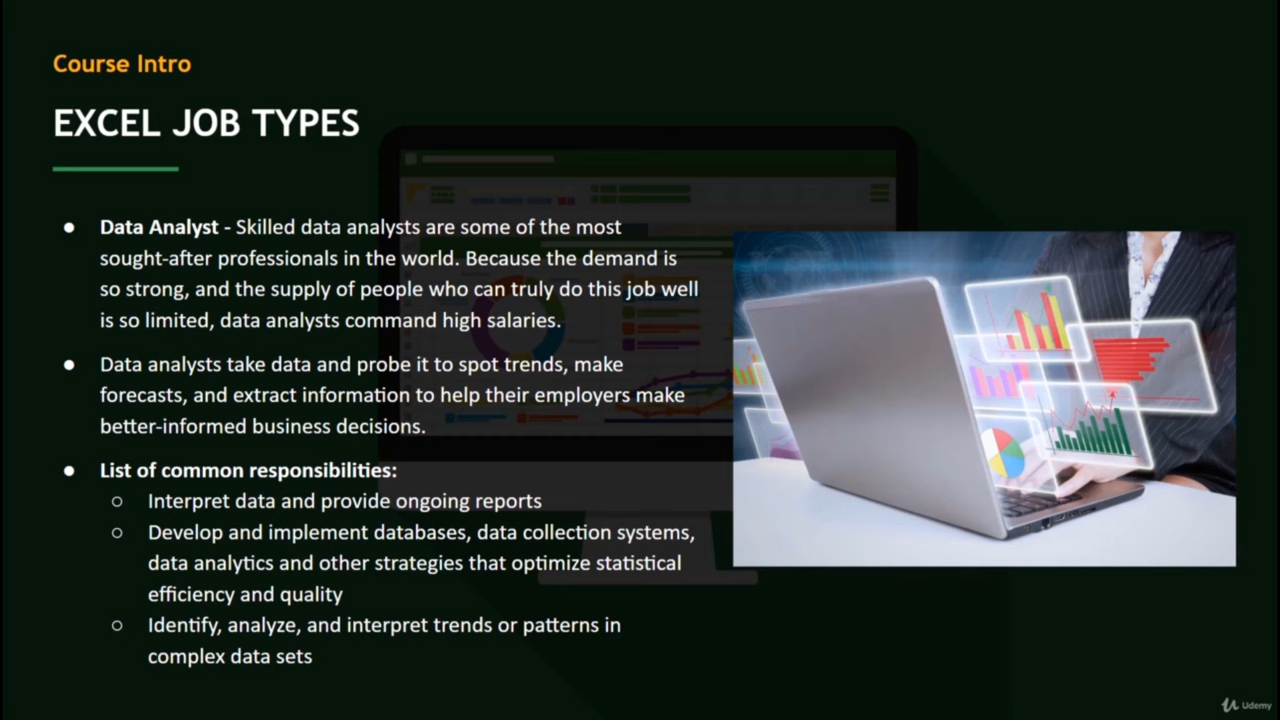 Course Intro
EXCEL JOB TYPES
● Data Analyst - Skilled data analysts are some of the most
sought-after professionals in the world. Because the demand is
so strong, and the supply of people who can truly do this job well
is so limited, data analysts command high salaries.
● Data analysts take data and probe it to spot trends, make
forecasts, and extract information to help their employers make
better-informed business decisions.
● List of common responsibilities:
○ Interpret data and provide ongoing reports
○ Develop and implement databases, data collection systems,
data analytics and other strategies that optimize statistical
efficiency and quality
○ Identify, analyze, and interpret trends or patterns in
complex data sets
Udemy